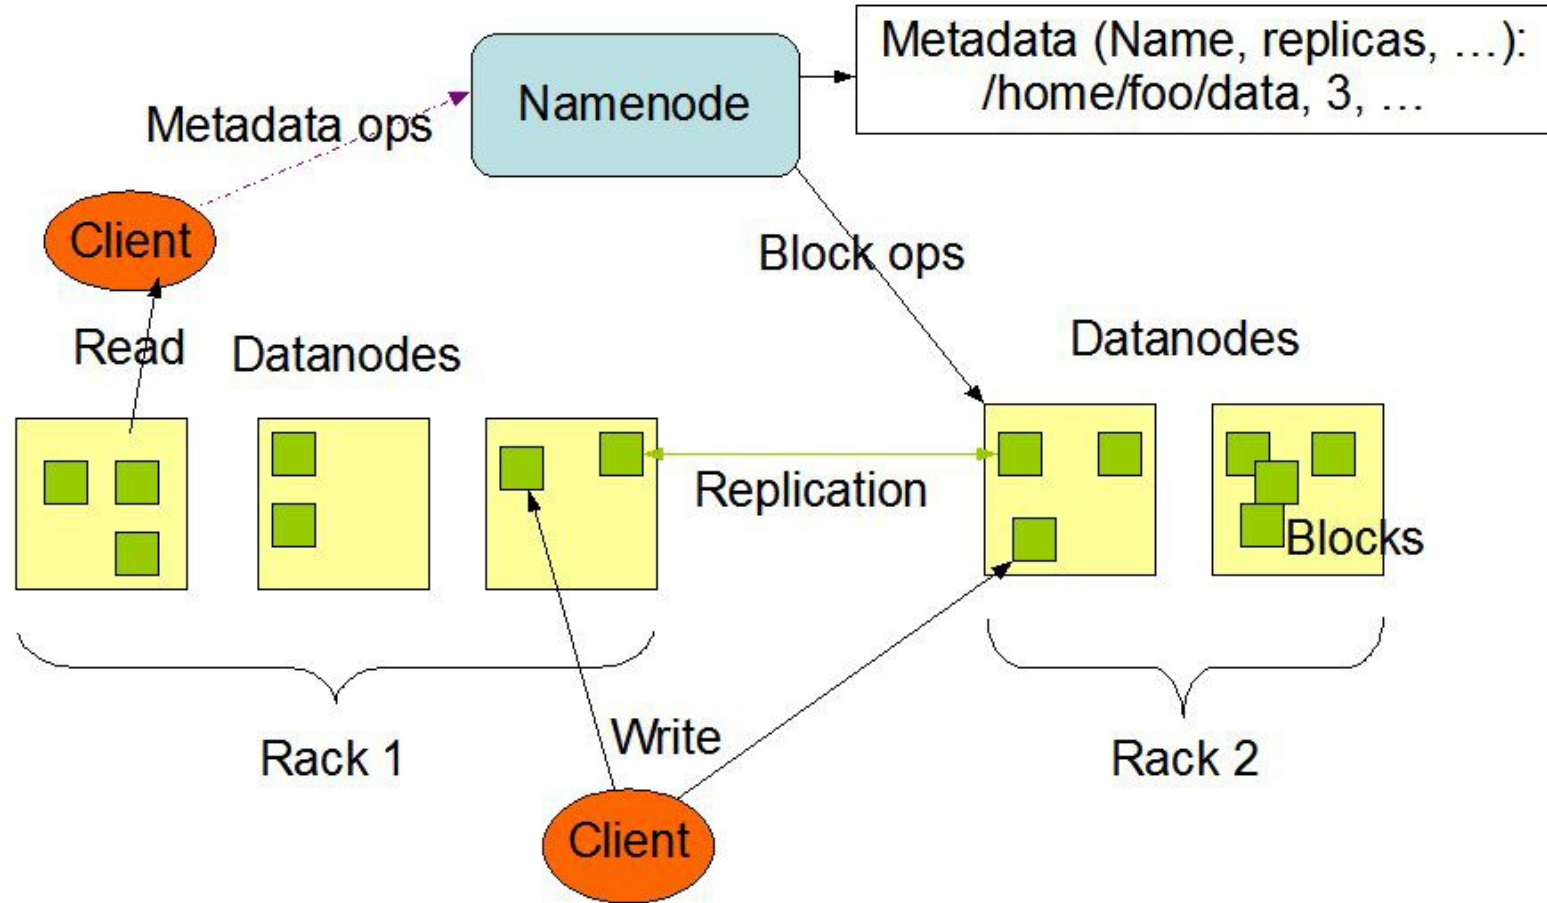 Metadata (Name, replicas, …):
/home/foo/data, 3, …
Namenode
Metadata ops
Client
Block ops
Read
Datanodes
Datanodes
Replication
Blocks
Rack 1
Write
Rack 2
Client